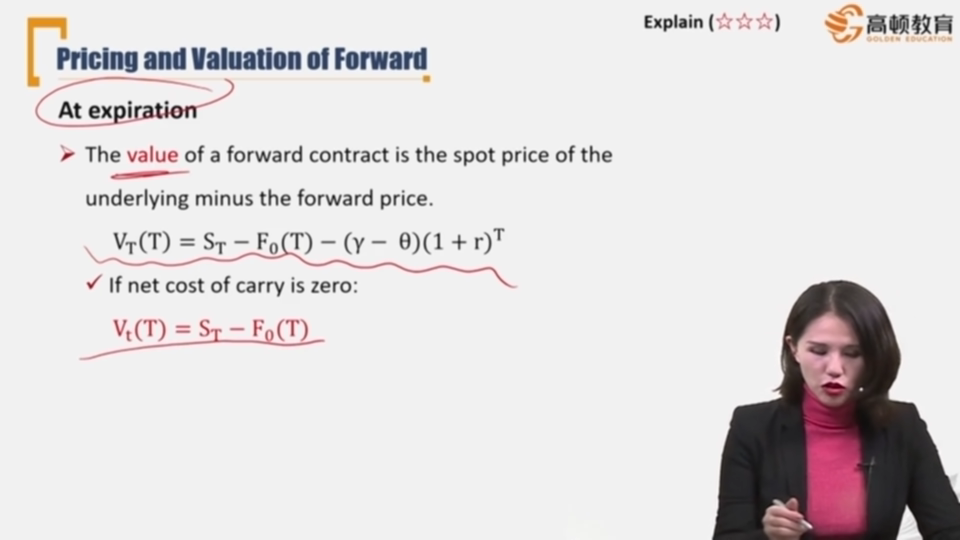 Explain (☆☆☆)
高顿教育
GOLDEN EDUCATION
Pricing and Valuation of Forward
At expiration
➢ The value of a forward contract is the spot price of the
underlying minus the forward price.
V_T(T) = S_T − F_0(T) − (γ − θ)(1 + r)^T
✓ If net cost of carry is zero:
V_t(T) = S_T − F_0(T)